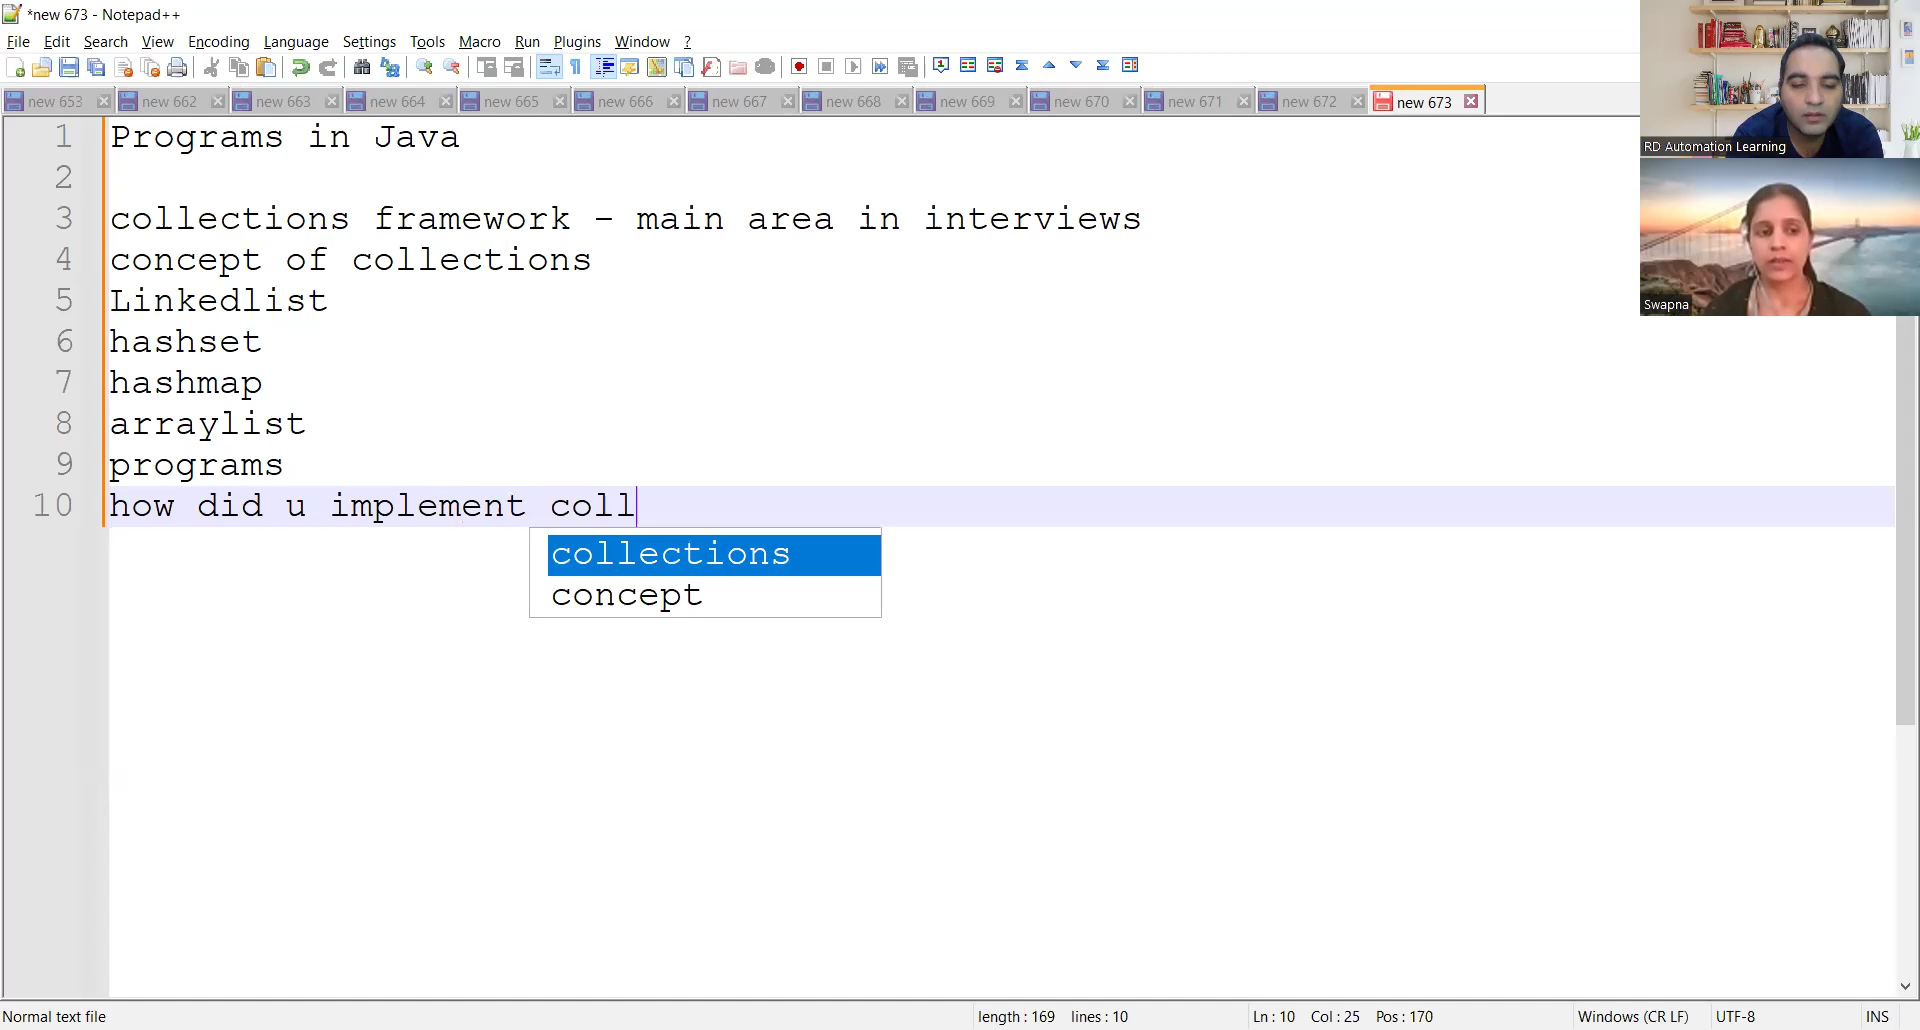 *new 673 - Notepad++
File Edit Search View Encoding Language Settings Tools Macro Run Plugins Window ?
new 653 new 662 new 663 new 664 new 665 new 666 new 667 new 668 new 669 new 670 new 671 new 672 new 673
RD Automation Learning
Swapna
1 Programs in Java
2
3 collections framework - main area in interviews
4 concept of collections
5 Linkedlist
6 hashset
7 hashmap
8 arraylist
9 programs
10 how did u implement coll
collections
concept
Normal text file length : 169 lines : 10 Ln : 10 Col : 25 Pos : 170 Windows (CR LF) UTF-8 INS